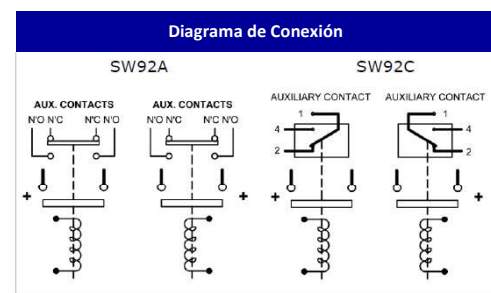 Diagrama de Conexión
SW92A
SW92C
AUX. CONTACTS
AUX. CONTACTS
N'O N'C N'C N'O
N'O N'C N'C N'O
AUXILIARY CONTACT
AUXILIARY CONTACT
1
4
2
1
4
2
+
+
+
+